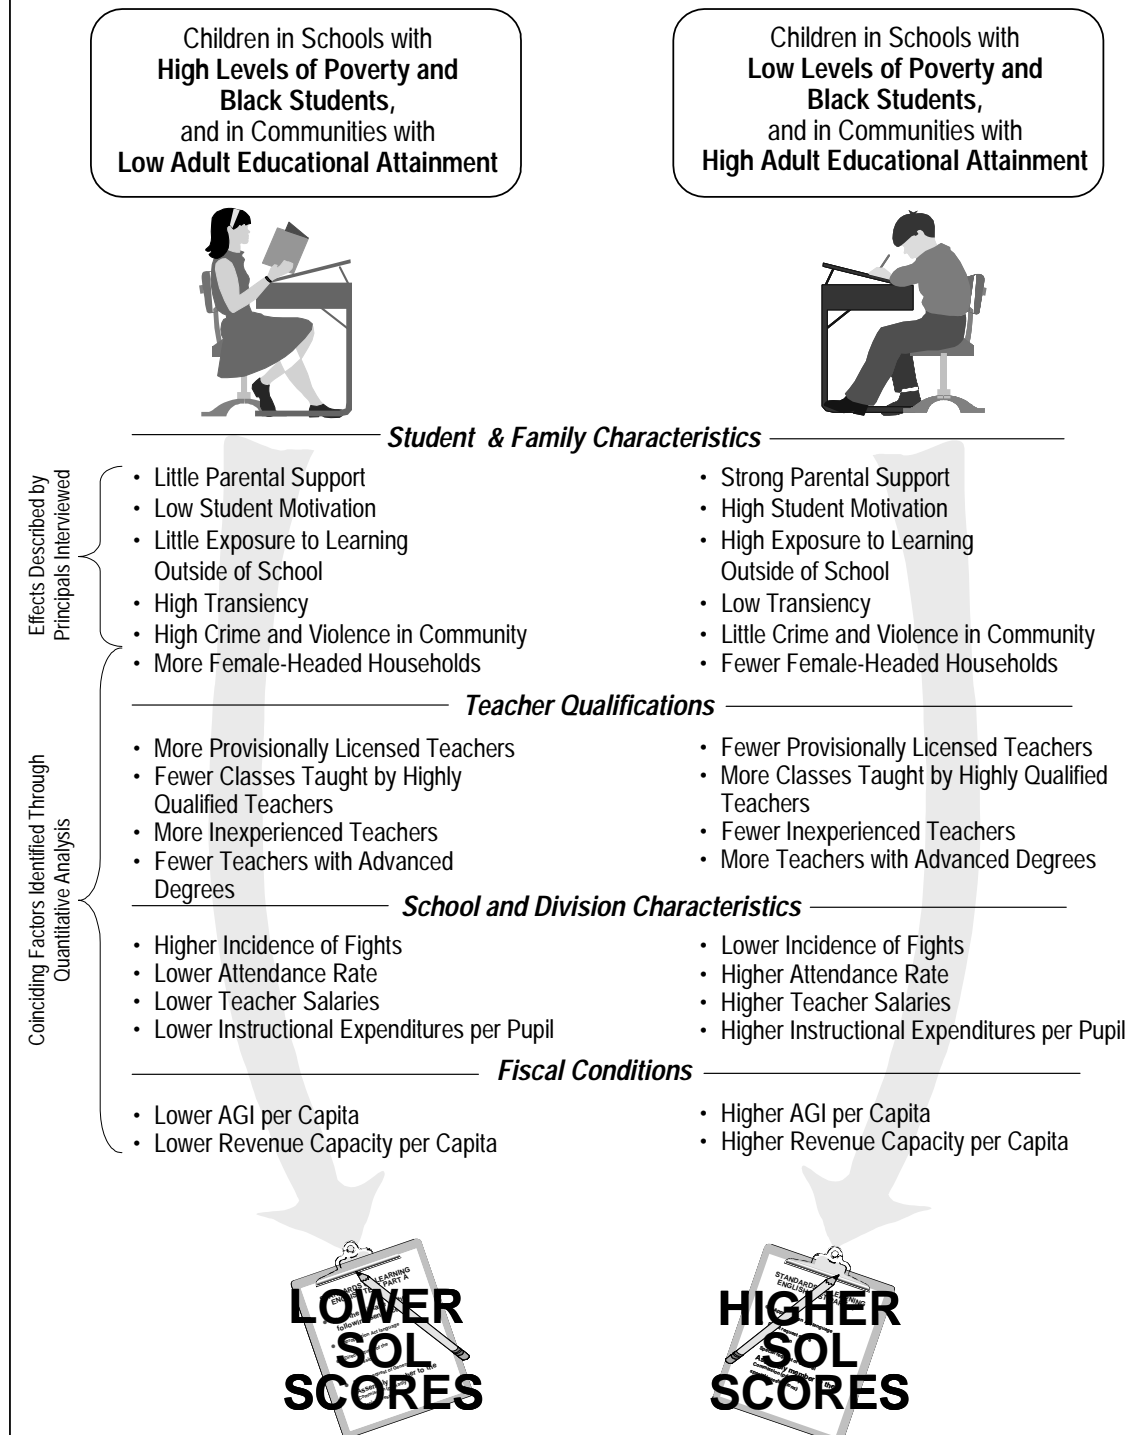 Children in Schools with
High Levels of Poverty and
Black Students,
and in Communities with
Low Adult Educational Attainment
Children in Schools with
Low Levels of Poverty and
Black Students,
and in Communities with
High Adult Educational Attainment
Student & Family Characteristics
Effects Described by
Principals Interviewed
• Little Parental Support
• Low Student Motivation
• Little Exposure to Learning
Outside of School
• High Transiency
• High Crime and Violence in Community
• More Female-Headed Households
• Strong Parental Support
• High Student Motivation
• High Exposure to Learning
Outside of School
• Low Transiency
• Little Crime and Violence in Community
• Fewer Female-Headed Households
Teacher Qualifications
Coinciding Factors Identified Through
Quantitative Analysis
• More Provisionally Licensed Teachers
• Fewer Classes Taught by Highly
Qualified Teachers
• More Inexperienced Teachers
• Fewer Teachers with Advanced
Degrees
• Fewer Provisionally Licensed Teachers
• More Classes Taught by Highly Qualified
Teachers
• Fewer Inexperienced Teachers
• More Teachers with Advanced Degrees
School and Division Characteristics
• Higher Incidence of Fights
• Lower Attendance Rate
• Lower Teacher Salaries
• Lower Instructional Expenditures per Pupil
• Lower Incidence of Fights
• Higher Attendance Rate
• Higher Teacher Salaries
• Higher Instructional Expenditures per Pupil
Fiscal Conditions
• Lower AGI per Capita
• Lower Revenue Capacity per Capita
• Higher AGI per Capita
• Higher Revenue Capacity per Capita
LOWER
SOL
SCORES
HIGHER
SOL
SCORES